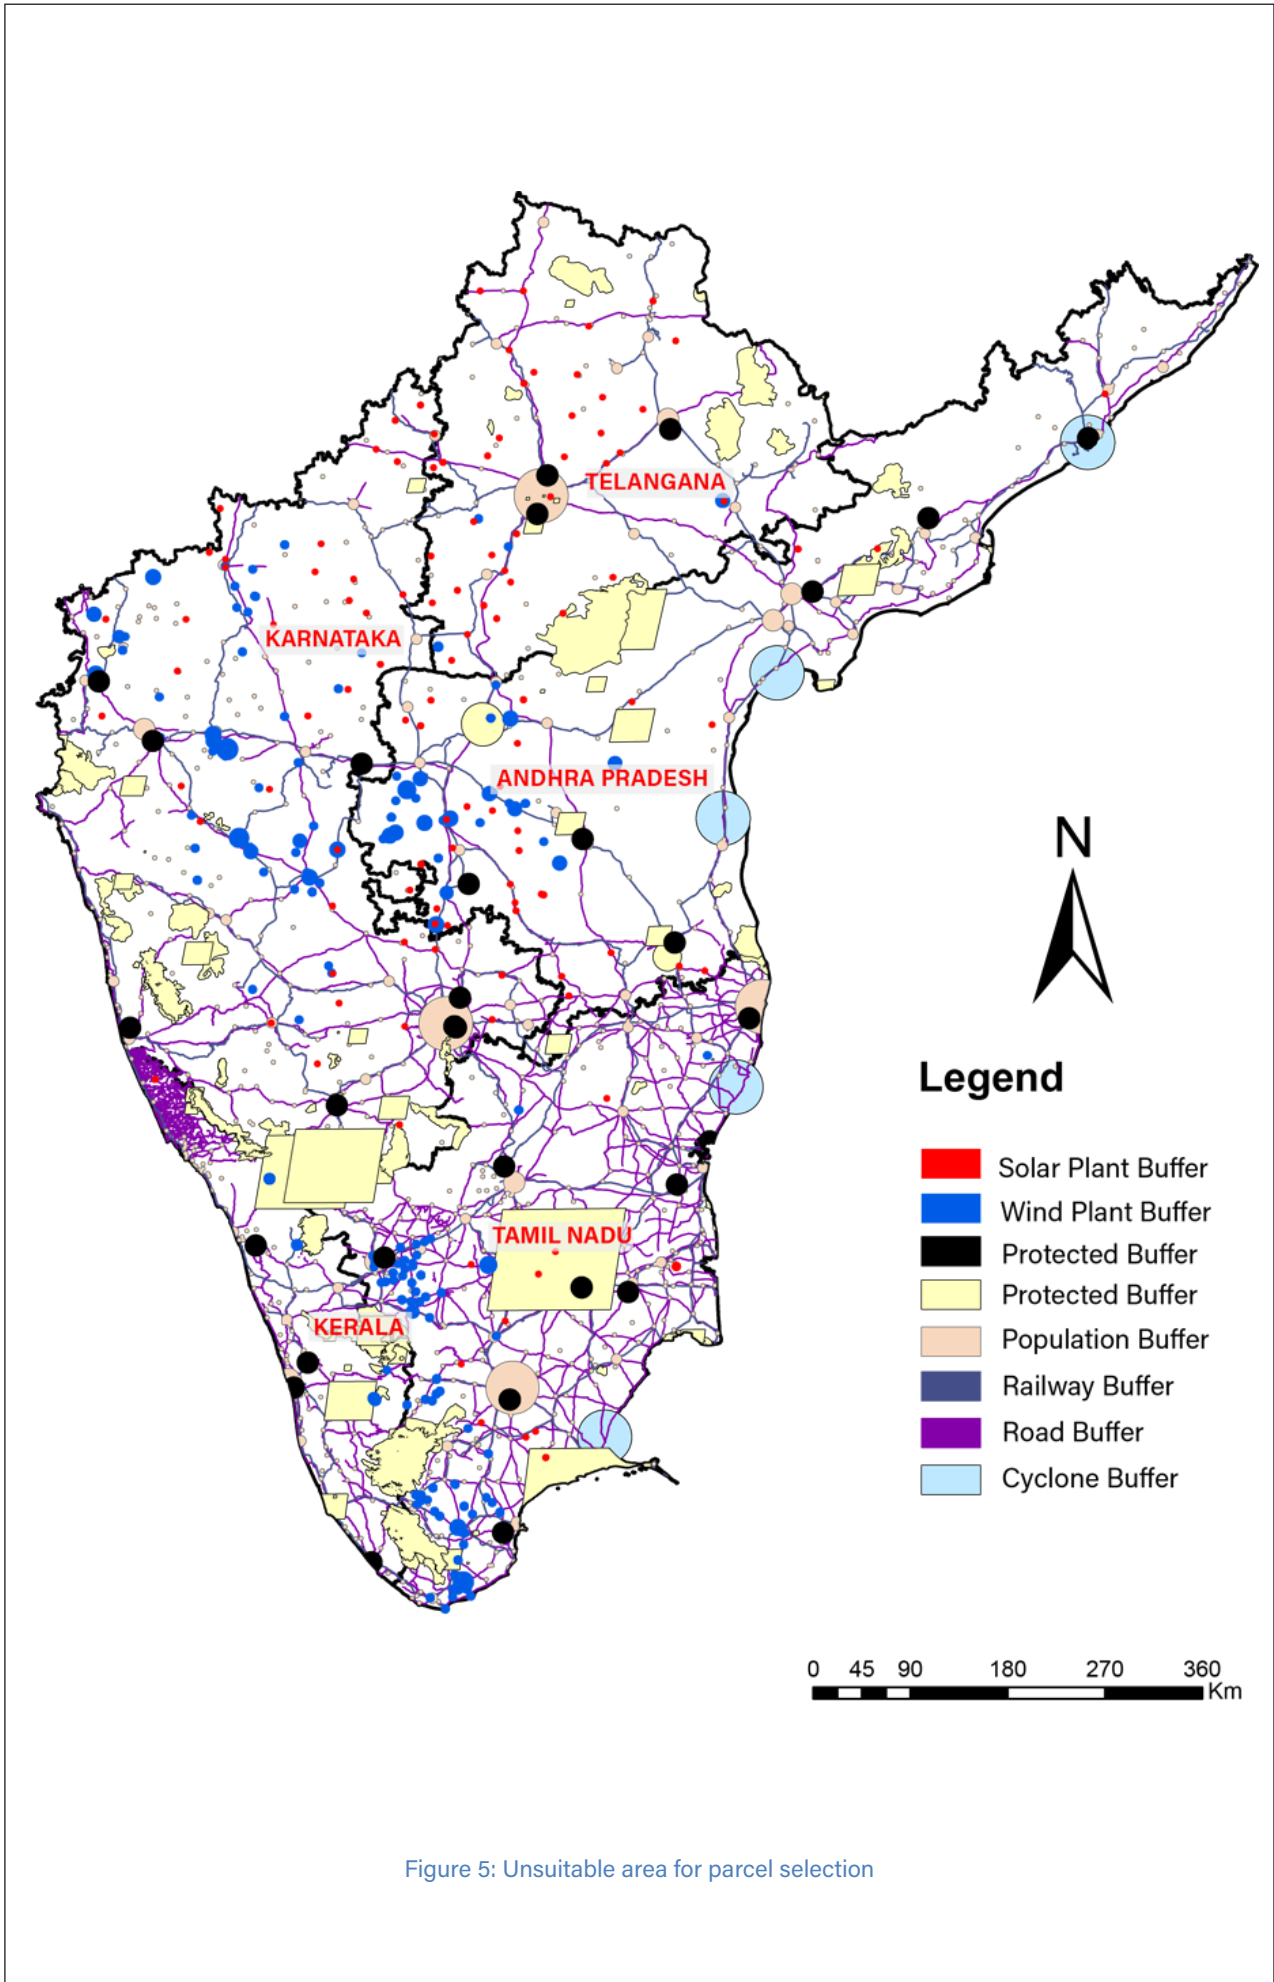 TELANGANA
KARNATAKA
ANDHRA PRADESH
TAMIL NADU
KERALA
N
Legend
Solar Plant Buffer
Wind Plant Buffer
Protected Buffer
Protected Buffer
Population Buffer
Railway Buffer
Road Buffer
Cyclone Buffer
0 45 90 180 270 360
Km
Figure 5: Unsuitable area for parcel selection